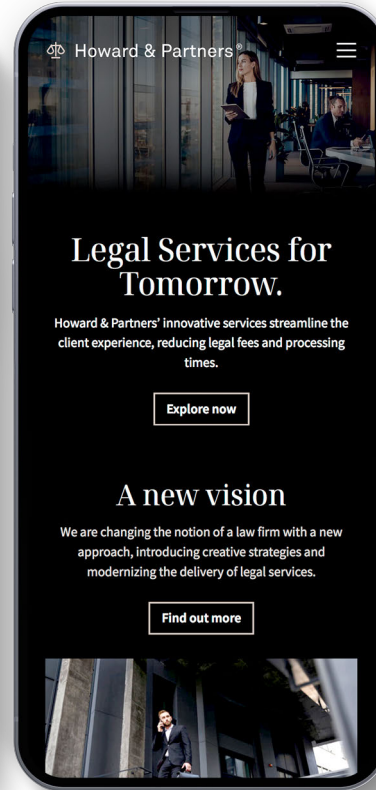 Howard & Partners®
Legal Services for
Tomorrow.
Howard & Partners’ innovative services streamline the
client experience, reducing legal fees and processing
times.
Explore now
A new vision
We are changing the notion of a law firm with a new
approach, introducing creative strategies and
modernizing the delivery of legal services.
Find out more